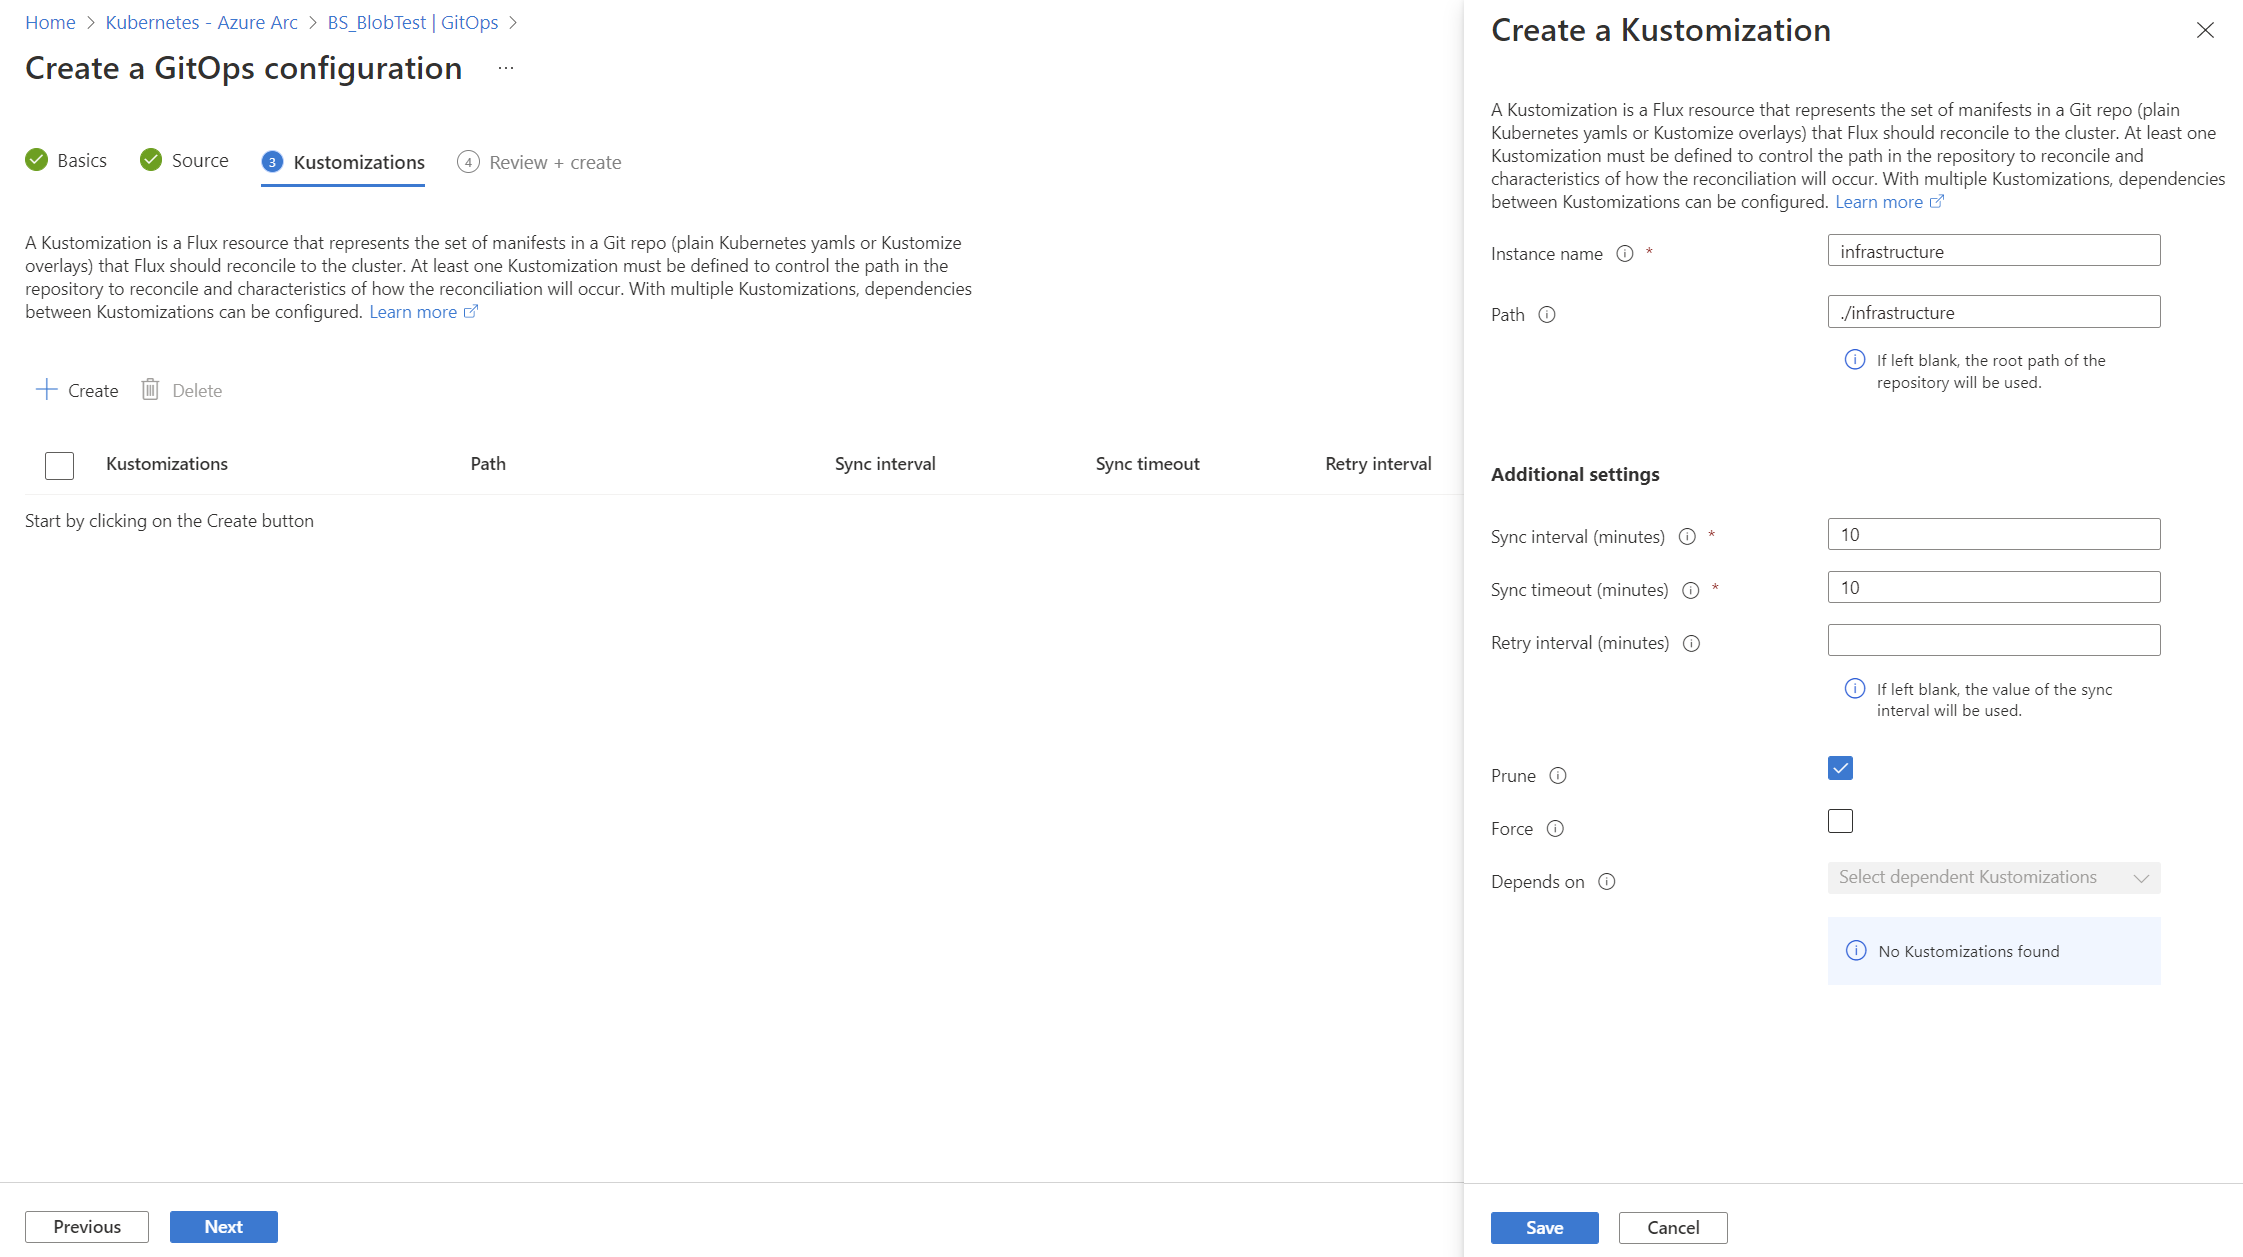 Home > Kubernetes - Azure Arc > BS_BlobTest | GitOps >
Create a GitOps configuration ...
Basics
Source
3 Kustomizations
4 Review + create
A Kustomization is a Flux resource that represents the set of manifests in a Git repo (plain Kubernetes yamls or Kustomize
overlays) that Flux should reconcile to the cluster. At least one Kustomization must be defined to control the path in the
repository to reconcile and characteristics of how the reconciliation will occur. With multiple Kustomizations, dependencies
between Kustomizations can be configured. Learn more
Create
Delete
Kustomizations Path Sync interval Sync timeout Retry interval
Start by clicking on the Create button
Previous
Next
Create a Kustomization
A Kustomization is a Flux resource that represents the set of manifests in a Git repo (plain
Kubernetes yamls or Kustomize overlays) that Flux should reconcile to the cluster. At least one
Kustomization must be defined to control the path in the repository to reconcile and
characteristics of how the reconciliation will occur. With multiple Kustomizations, dependencies
between Kustomizations can be configured. Learn more
Instance name * infrastructure
Path ./infrastructure
If left blank, the root path of the
repository will be used.
Additional settings
Sync interval (minutes) * 10
Sync timeout (minutes) * 10
Retry interval (minutes)
If left blank, the value of the sync
interval will be used.
Prune
Force
Depends on Select dependent Kustomizations
No Kustomizations found
Save
Cancel